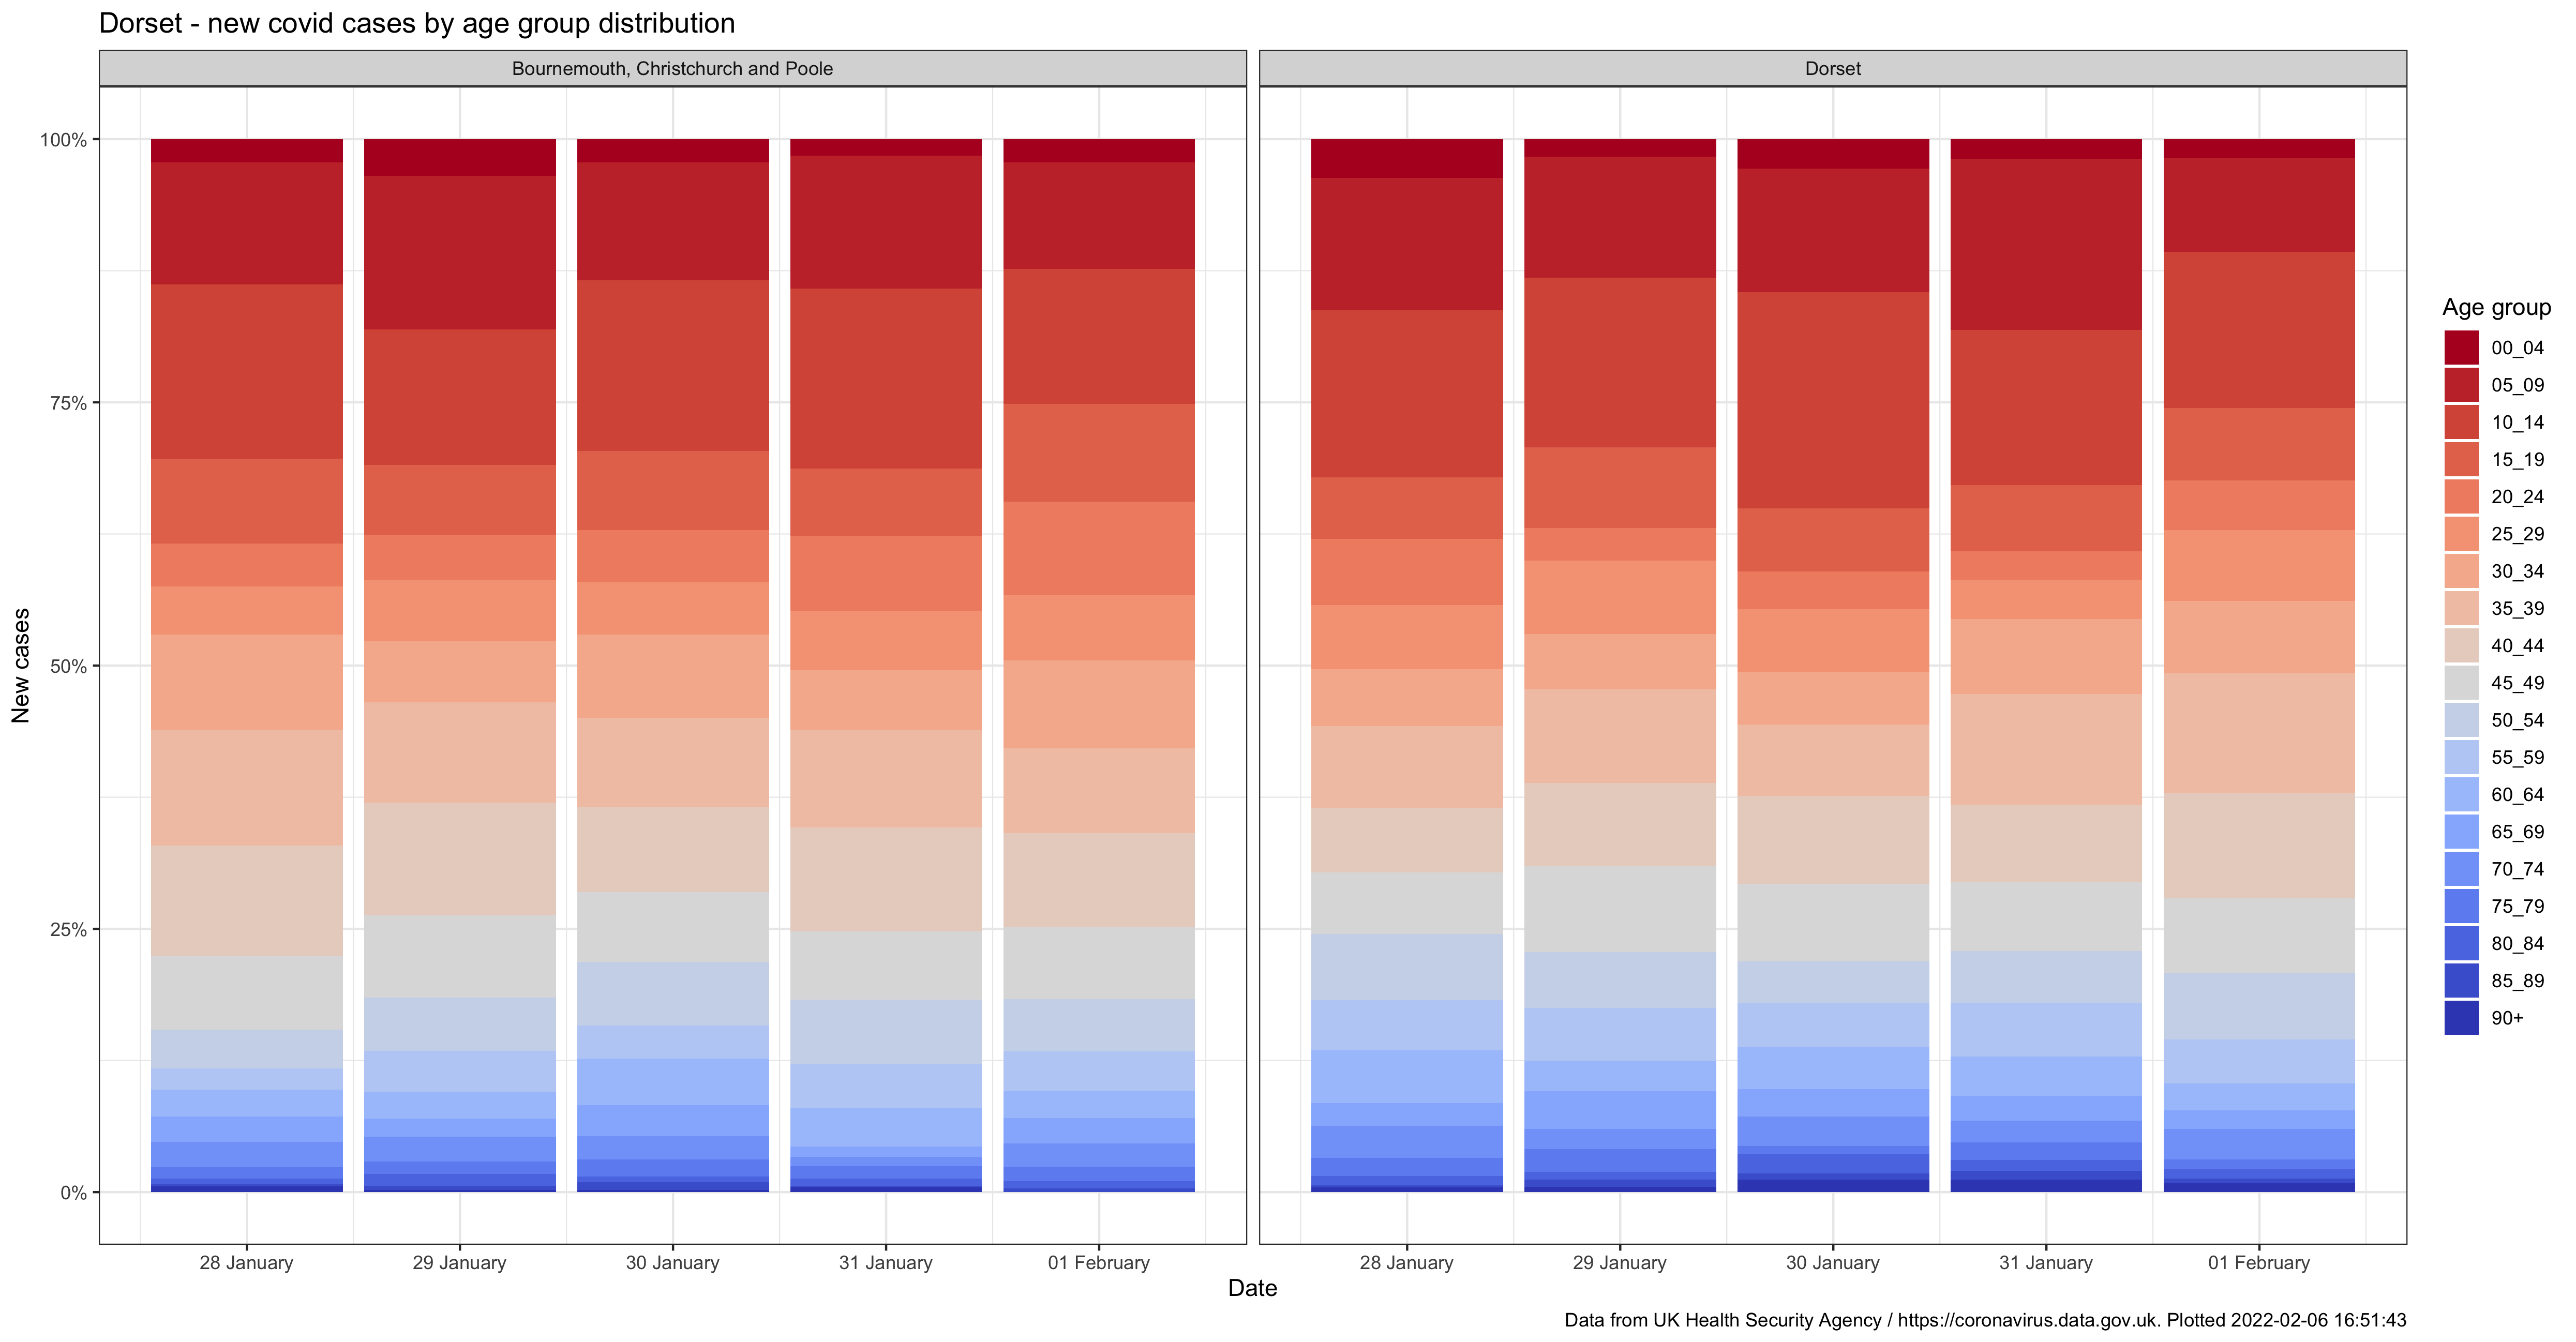 Dorset - new covid cases by age group distribution
Bournemouth, Christchurch and Poole
Dorset
100%
75%
50%
25%
0%
New cases
28 January
29 January
30 January
31 January
01 February
28 January
29 January
30 January
31 January
01 February
Date
Age group
00_04
05_09
10_14
15_19
20_24
25_29
30_34
35_39
40_44
45_49
50_54
55_59
60_64
65_69
70_74
75_79
80_84
85_89
90+
Data from UK Health Security Agency / https://coronavirus.data.gov.uk. Plotted 2022-02-06 16:51:43